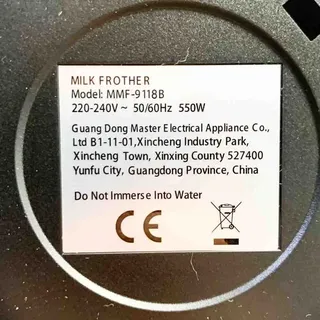 MILK FROTHER
Model: MMF-9118B
220-240V ~ 50/60Hz 550W
Guang Dong Master Electrical Appliance Co.,
Ltd B1-11-01,Xincheng Industry Park,
Xincheng Town, Xinxing County 527400
Yunfu City, Guangdong Province, China
Do Not Immerse Into Water
CE